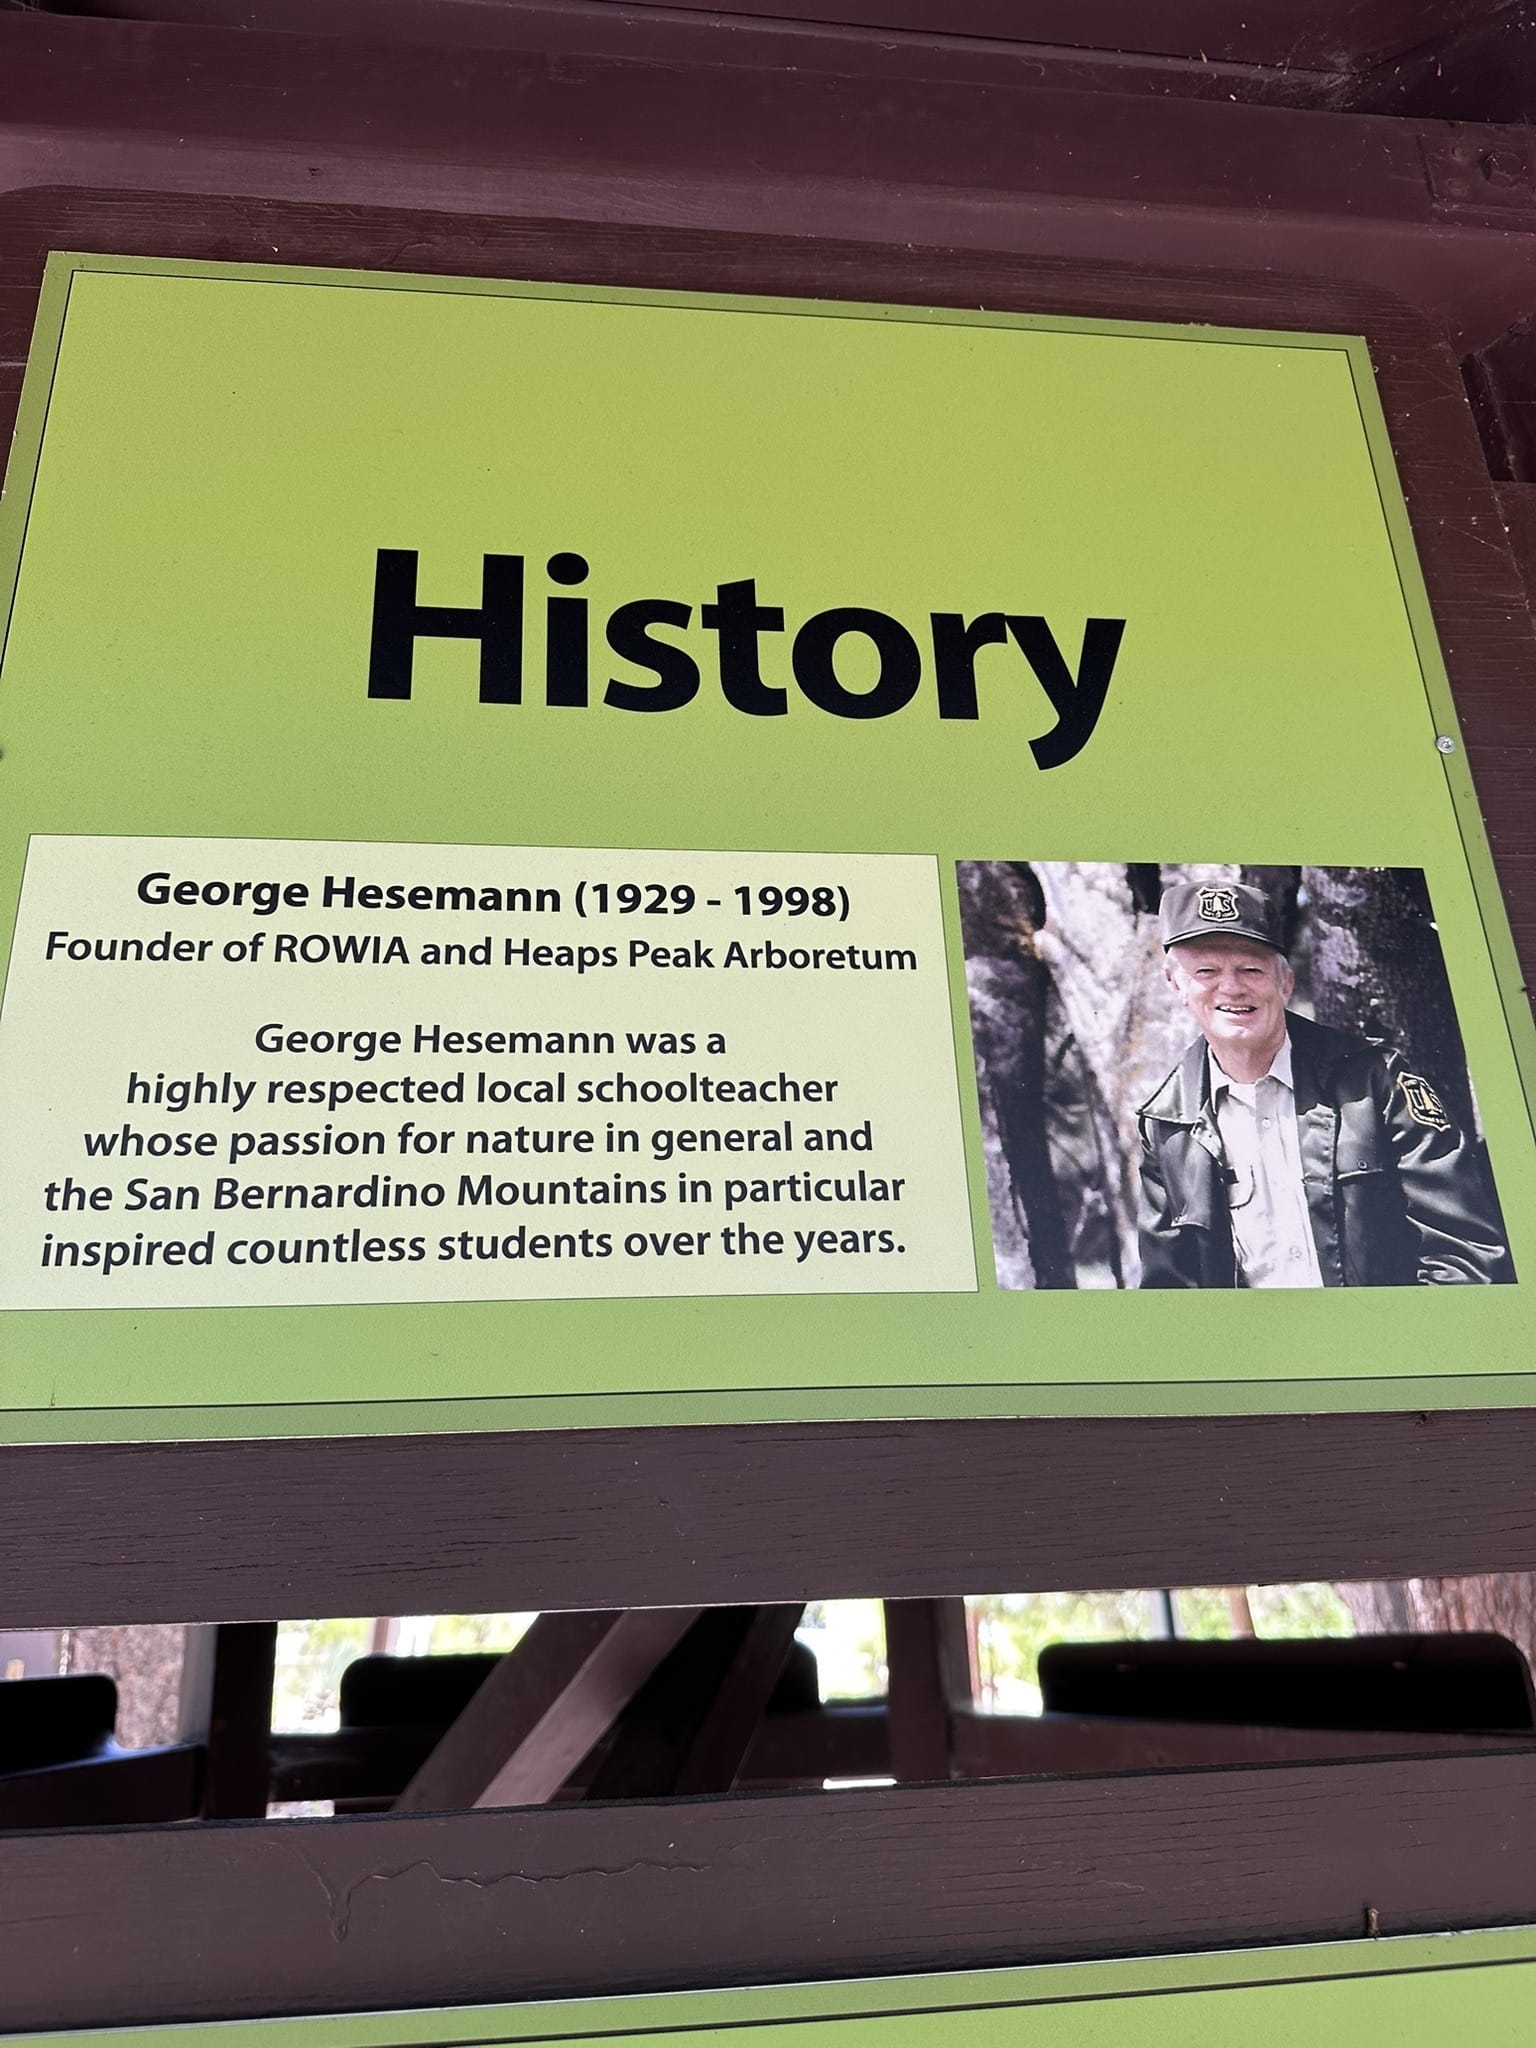 History
George Hesemann (1929 - 1998)
Founder of ROWIA and Heaps Peak Arboretum
George Hesemann was a
highly respected local schoolteacher
whose passion for nature in general and
the San Bernardino Mountains in particular
inspired countless students over the years.
U S
U S